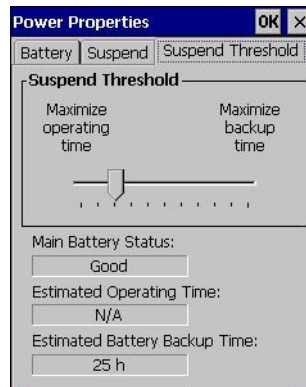 Power Properties OK ×
Battery Suspend Suspend Threshold
Suspend Threshold
Maximize operating time
Maximize backup time
Main Battery Status:
Good
Estimated Operating Time:
N/A
Estimated Battery Backup Time:
25 h